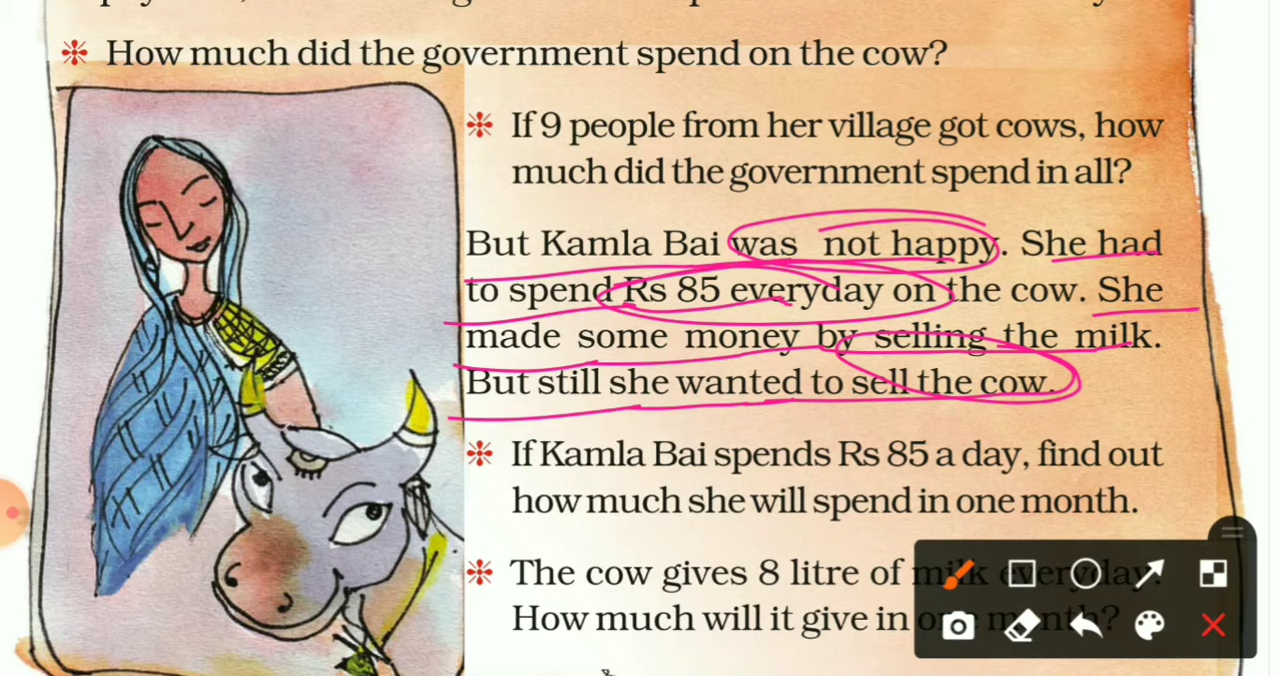 How much did the government spend on the cow?
If 9 people from her village got cows, how
much did the government spend in all?
But Kamla Bai was not happy. She had
to spend Rs 85 everyday on the cow. She
made some money by selling the milk.
But still she wanted to sell the cow.
If Kamla Bai spends Rs 85 a day, find out
how much she will spend in one month.
The cow gives 8 litre of milk everyday.
How much will it give in one month?